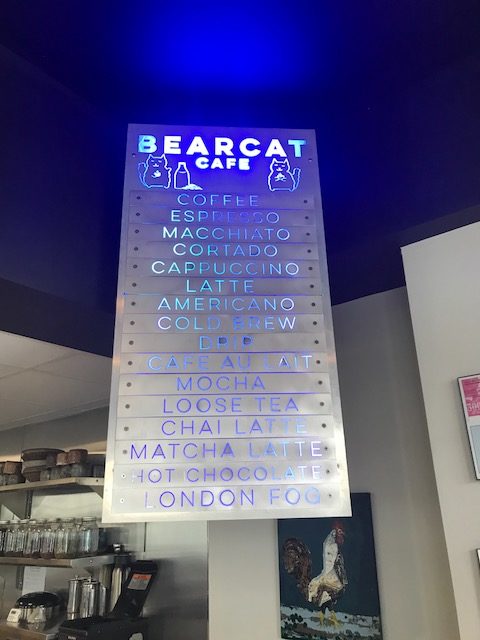 BEARCAT
CAFE
COFFEE
ESPRESSO
MACCHIATO
CORTADO
CAPPUCCINO
LATTE
AMERICANO
COLD BREW
DRIP
CAFE AU LAIT
MOCHA
LOOSE TEA
CHAI LATTE
MATCHA LATTE
HOT CHOCOLATE
LONDON FOG